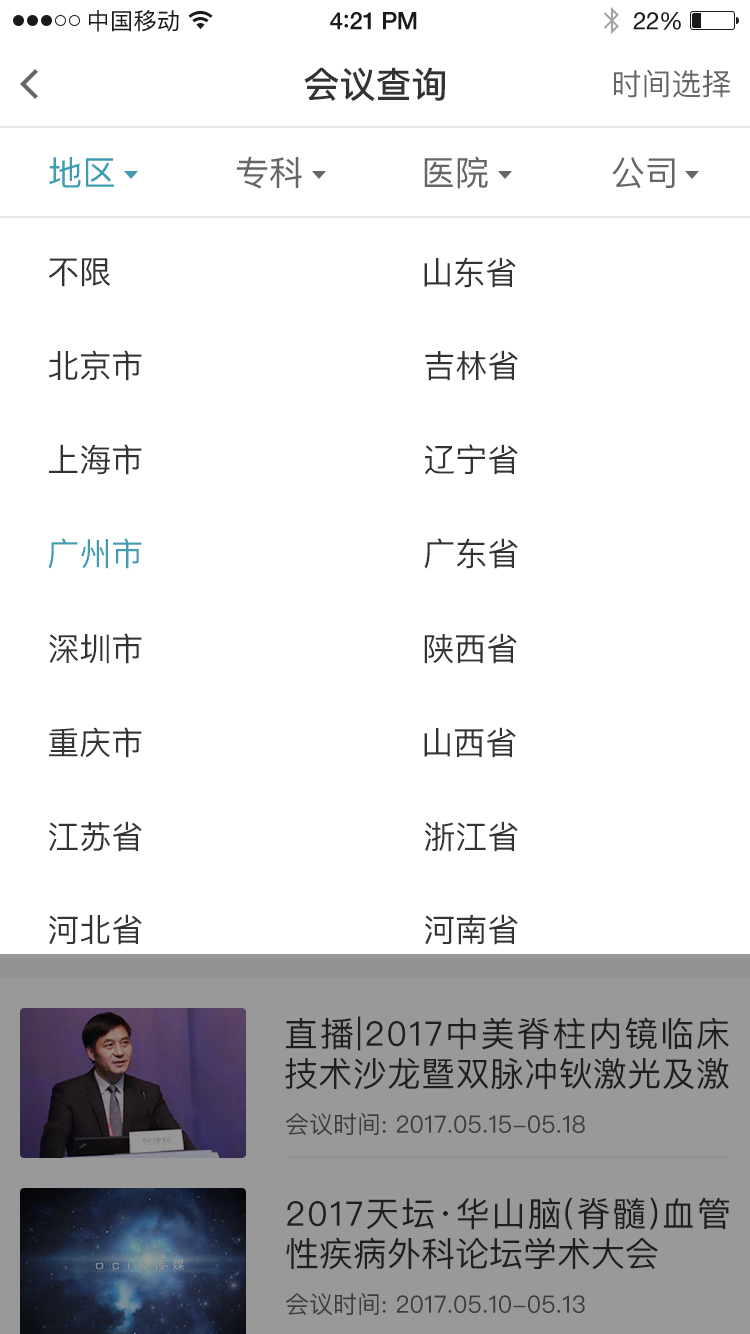 中国移动 4:21 PM 22%
会议查询 时间选择
地区 专科 医院 公司
不限 山东省
北京市 吉林省
上海市 辽宁省
广州市 广东省
深圳市 陕西省
重庆市 山西省
江苏省 浙江省
河北省 河南省
直播|2017中美脊柱内镜临床
技术沙龙暨双脉冲钬激光及激
会议时间: 2017.05.15-05.18
2017天坛·华山脑(脊髓)血管
性疾病外科论坛学术大会
OCIN传媒
会议时间: 2017.05.10-05.13